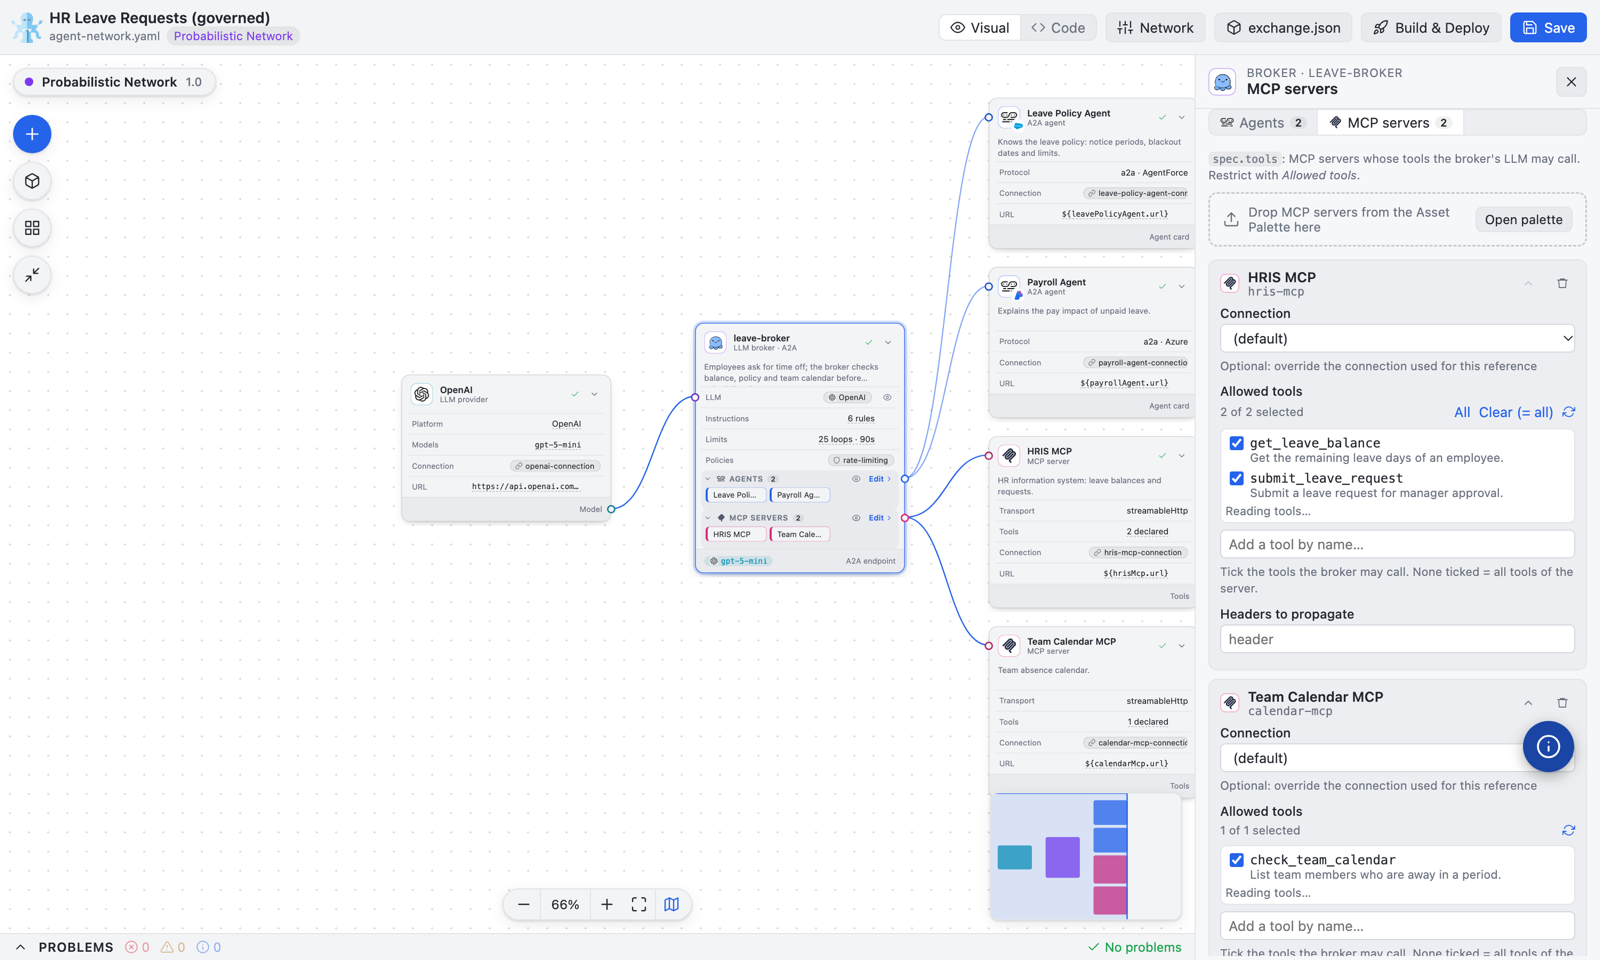 HR Leave Requests (governed)
agent-network.yaml Probabilistic Network
Visual
Code
Network
exchange.json
Build & Deploy
Save
Probabilistic Network 1.0
OpenAI
LLM provider
Platform OpenAI
Models gpt-5-mini
Connection openai-connection
URL https://api.openai.com…
Model
leave-broker
LLM broker · A2A
Employees ask for time off; the broker checks
balance, policy and team calendar before…
LLM OpenAI
Instructions 6 rules
Limits 25 loops · 90s
Policies rate-limiting
AGENTS 2 Edit ›
Leave Poli… Payroll Ag…
MCP SERVERS 2 Edit ›
HRIS MCP Team Cale…
gpt-5-mini A2A endpoint
Leave Policy Agent
A2A agent
Knows the leave policy: notice periods, blackout
dates and limits.
Protocol a2a · AgentForce
Connection leave-policy-agent-conr
URL ${leavePolicyAgent.url}
Agent card
Payroll Agent
A2A agent
Explains the pay impact of unpaid leave.
Protocol a2a · Azure
Connection payroll-agent-connectio
URL ${payrollAgent.url}
Agent card
HRIS MCP
MCP server
HR information system: leave balances and
requests.
Transport streamableHttp
Tools 2 declared
Connection hris-mcp-connection
URL ${hrisMcp.url}
Tools
Team Calendar MCP
MCP server
Team absence calendar.
Transport streamableHttp
Tools 1 declared
Connection calendar-mcp-connectic
URL ${calendarMcp.url}
Tools
66%
PROBLEMS 0 0 0
No problems
BROKER · LEAVE-BROKER
MCP servers
Agents 2
MCP servers 2
spec.tools: MCP servers whose tools the broker's LLM may call.
Restrict with Allowed tools.
Drop MCP servers from the Asset
Palette here
Open palette
HRIS MCP
hris-mcp
Connection
(default)
Optional: override the connection used for this reference
Allowed tools
2 of 2 selected All Clear (= all)
get_leave_balance
Get the remaining leave days of an employee.
submit_leave_request
Submit a leave request for manager approval.
Reading tools…
Add a tool by name…
Tick the tools the broker may call. None ticked = all tools of the
server.
Headers to propagate
header
Team Calendar MCP
calendar-mcp
Connection
(default)
Optional: override the connection used for this reference
Allowed tools
1 of 1 selected
check_team_calendar
List team members who are away in a period.
Reading tools…
Add a tool by name…
Tick the tools the broker may call. None ticked = all tools of the